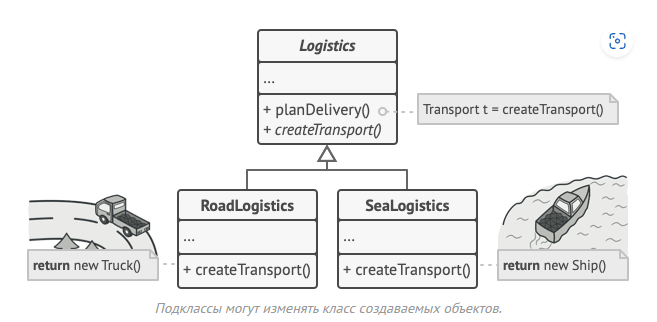 Logistics
...
+ planDelivery()
+ createTransport()
Transport t = createTransport()
RoadLogistics
...
+ createTransport()
SeaLogistics
...
+ createTransport()
return new Truck()
return new Ship()
Подклассы могут изменять класс создаваемых объектов.